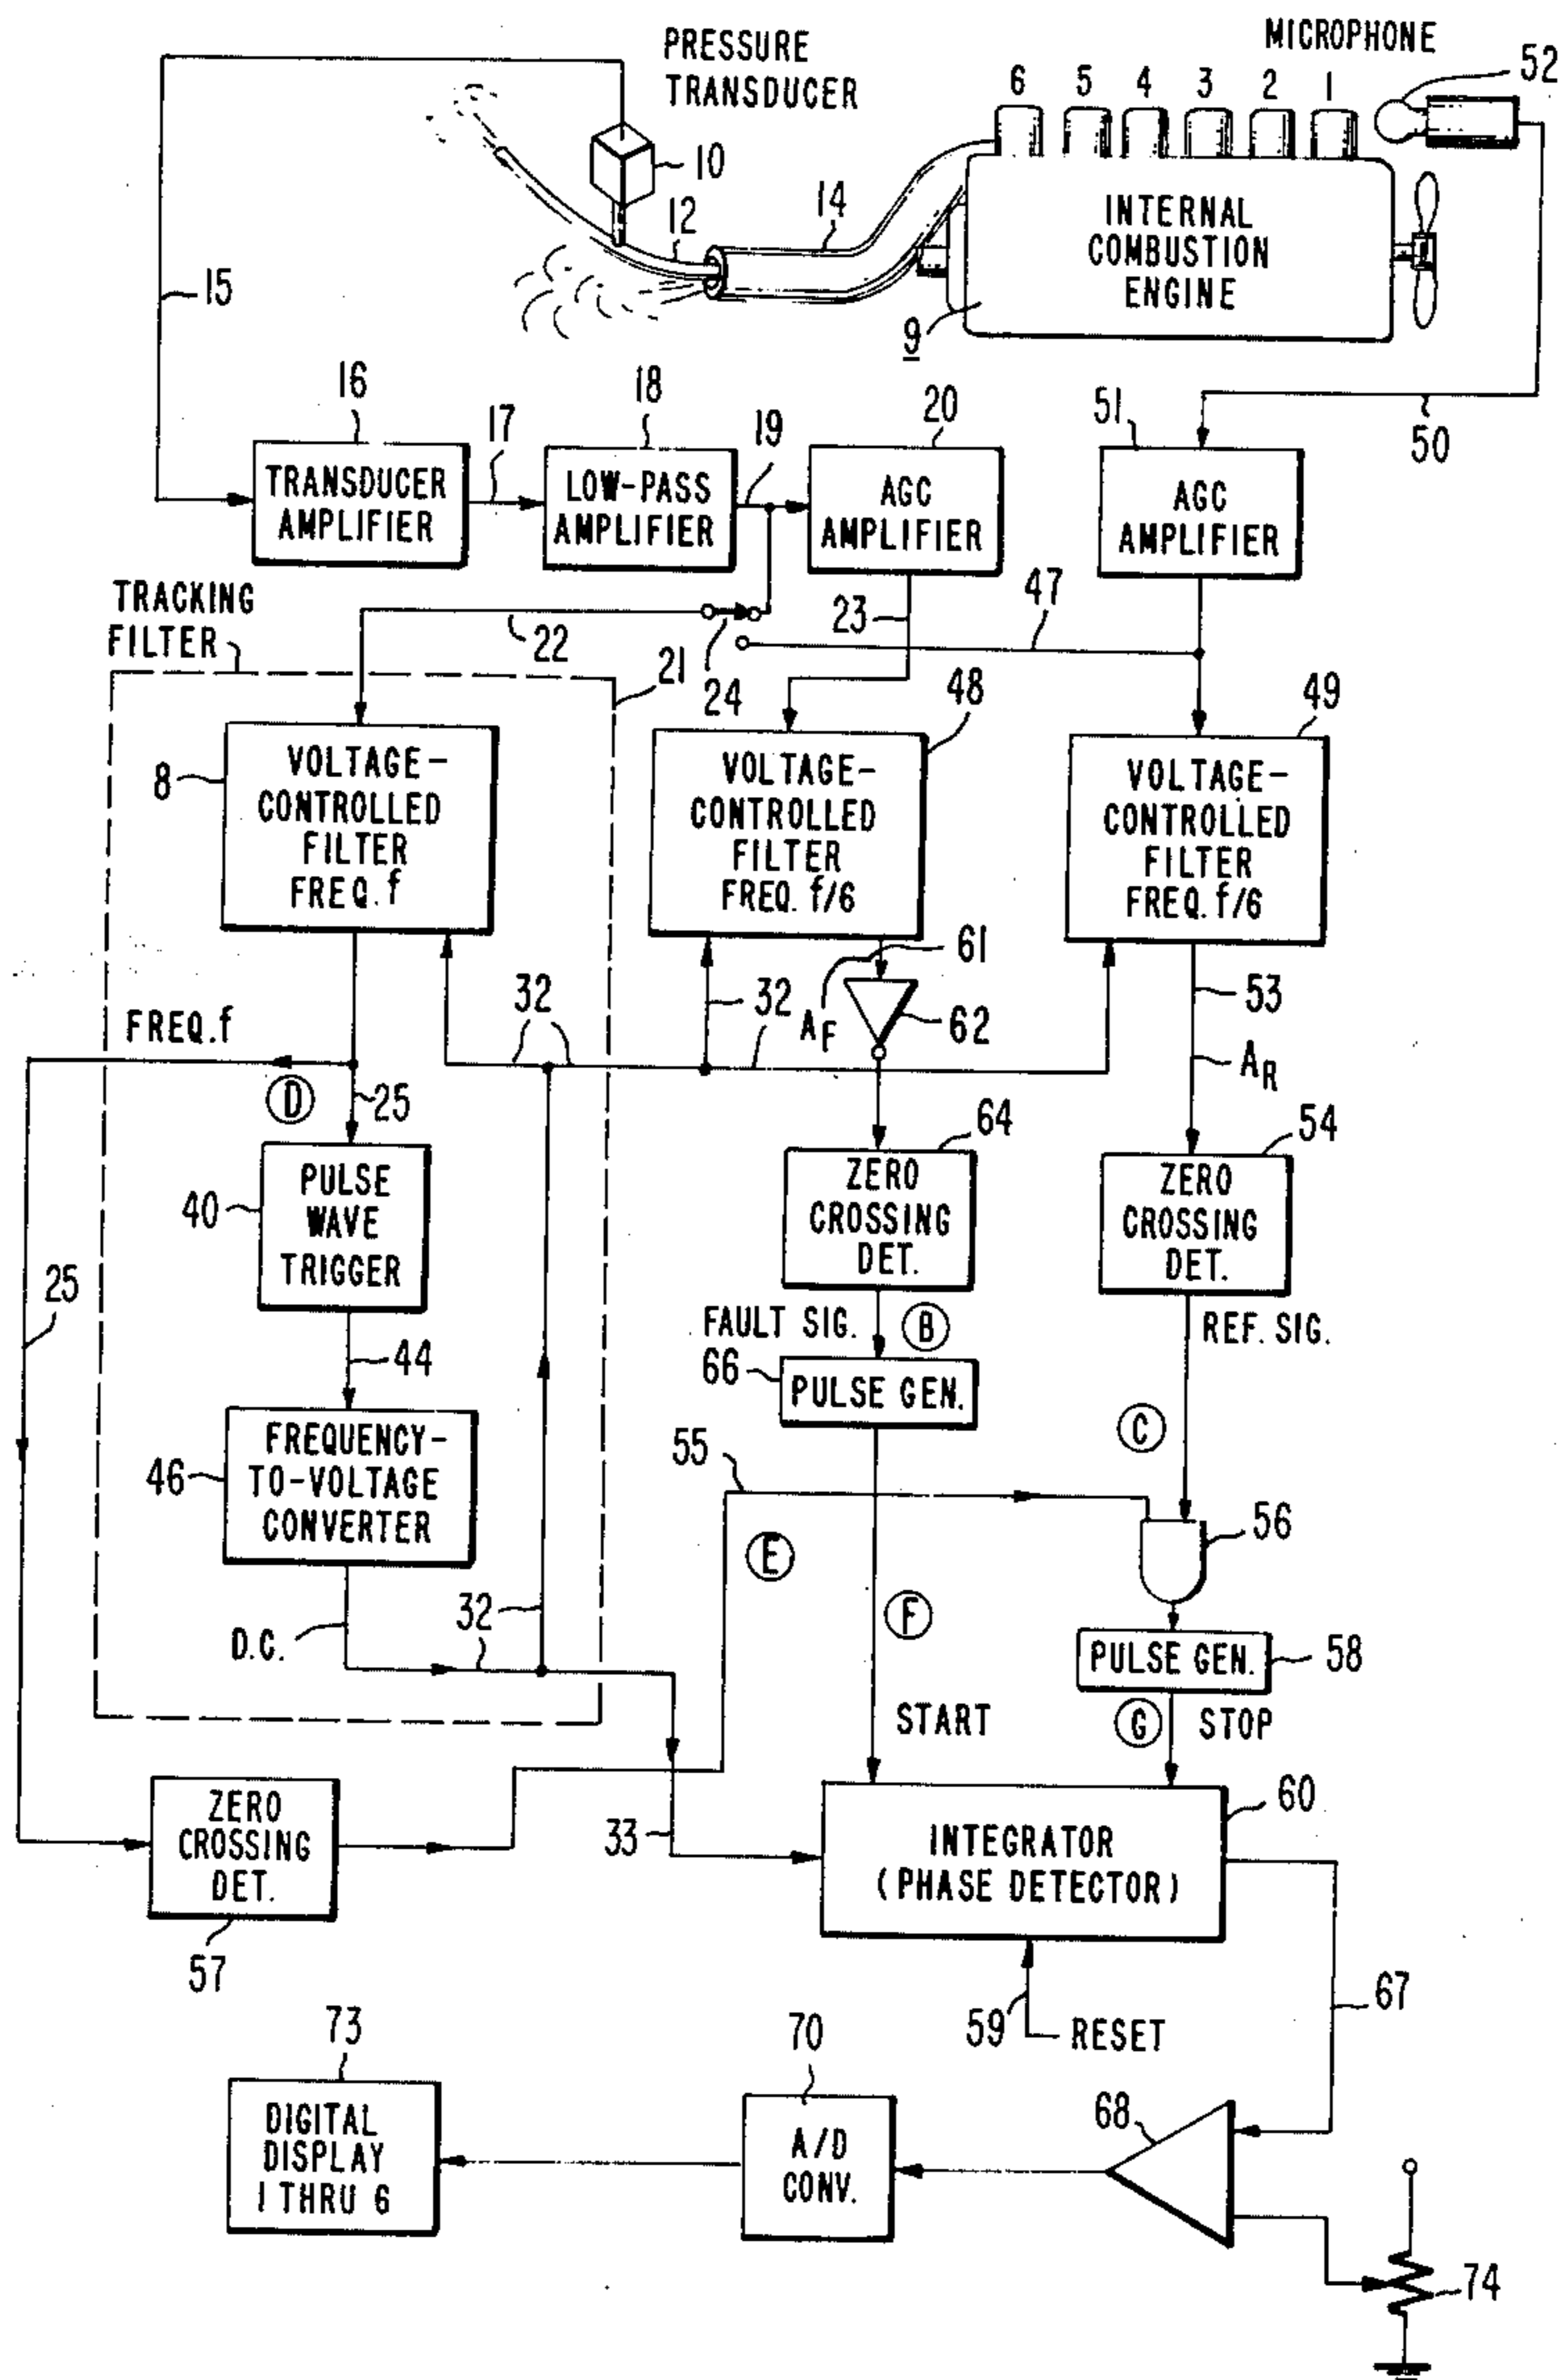 PRESSURE
TRANSDUCER
MICROPHONE
52
6 5 4 3 2 1
10
12
14
15
INTERNAL
COMBUSTION
ENGINE
9
16
17
18
19
20
51
50
TRANSDUCER
AMPLIFIER
LOW-PASS
AMPLIFIER
AGC
AMPLIFIER
AGC
AMPLIFIER
TRACKING
FILTER
22
24
23
47
21
48
49
8
VOLTAGE-
CONTROLLED
FILTER
FREQ. f
VOLTAGE-
CONTROLLED
FILTER
FREQ. f/6
VOLTAGE-
CONTROLLED
FILTER
FREQ. f/6
61
53
FREQ. f
32
32
32
AF
62
AR
D
25
25
40
PULSE
WAVE
TRIGGER
64
ZERO
CROSSING
DET.
54
ZERO
CROSSING
DET.
44
FAULT SIG.
B
REF. SIG.
66
PULSE GEN.
C
46
FREQUENCY-
TO-VOLTAGE
CONVERTER
55
E
56
F
D.C.
32
PULSE GEN.
58
START
G
STOP
ZERO
CROSSING
DET.
57
33
INTEGRATOR
(PHASE DETECTOR)
60
59
RESET
67
73
DIGITAL
DISPLAY
1 THRU 6
70
A/D
CONV.
68
74